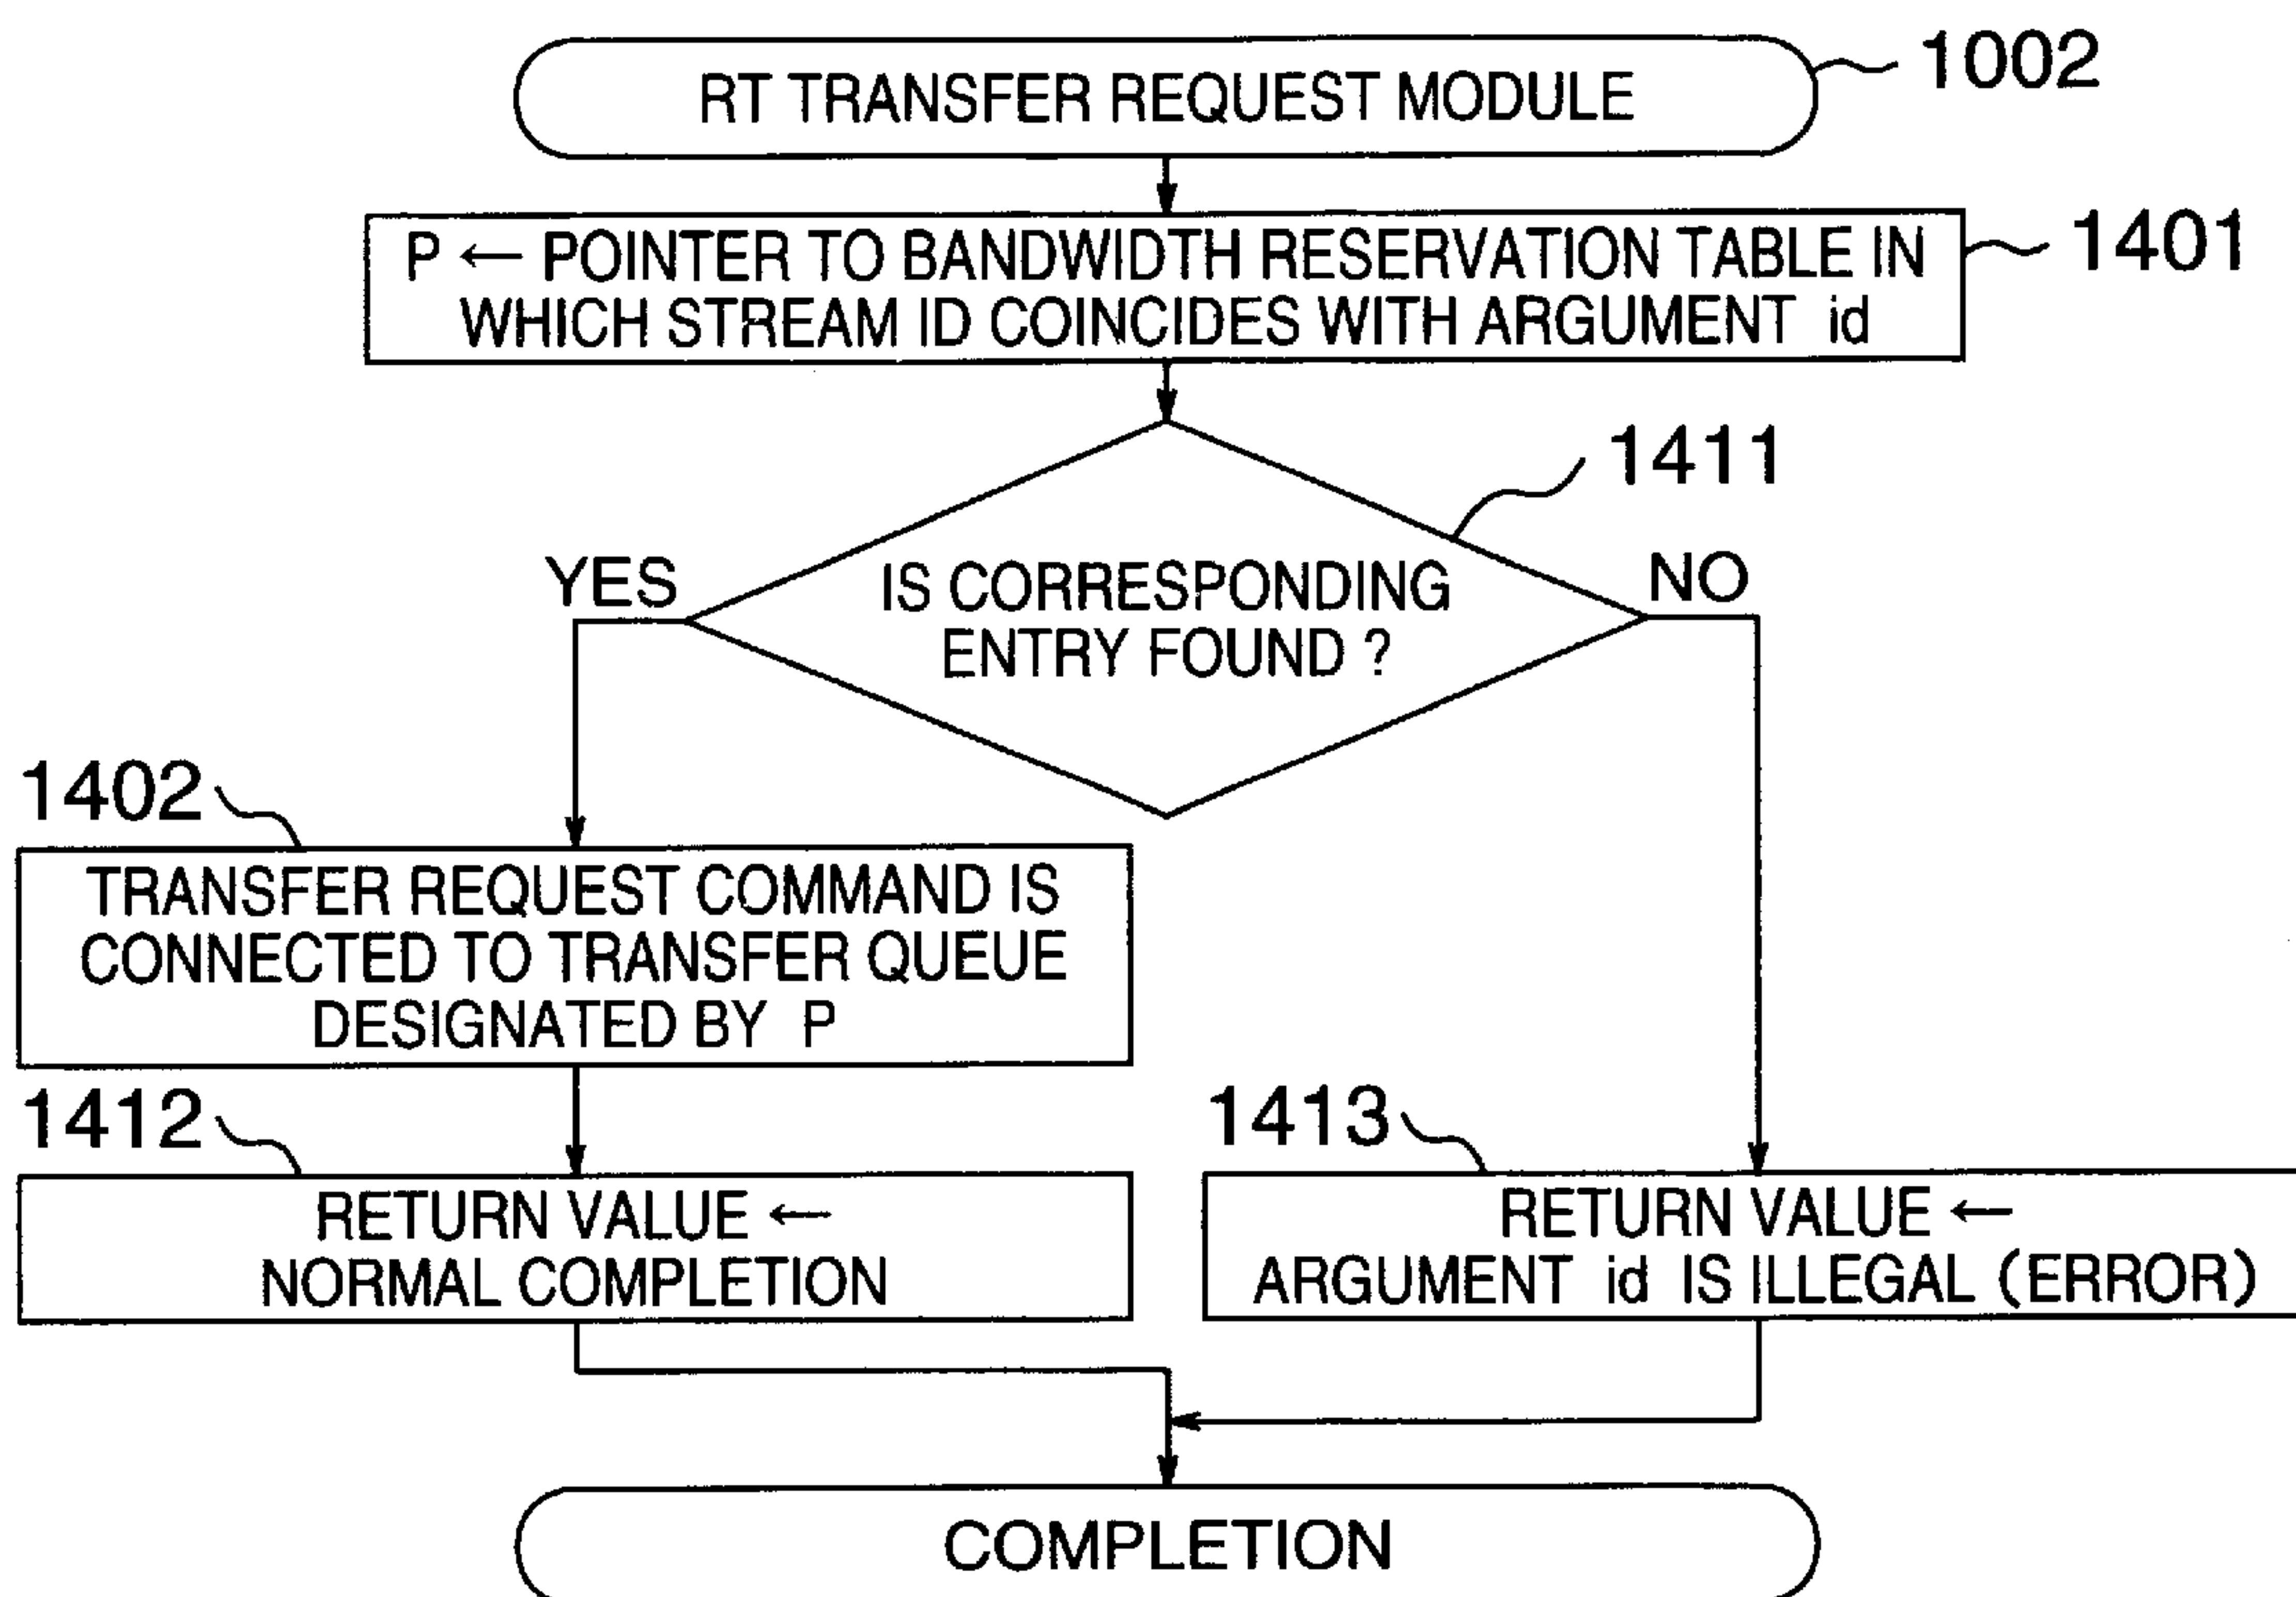 RT TRANSFER REQUEST MODULE
1002
P ← POINTER TO BANDWIDTH RESERVATION TABLE IN
WHICH STREAM ID COINCIDES WITH ARGUMENT id
1401
1411
YES
IS CORRESPONDING
ENTRY FOUND ?
NO
1402
TRANSFER REQUEST COMMAND IS
CONNECTED TO TRANSFER QUEUE
DESIGNATED BY P
1412
RETURN VALUE ←
NORMAL COMPLETION
1413
RETURN VALUE ←
ARGUMENT id IS ILLEGAL (ERROR)
COMPLETION